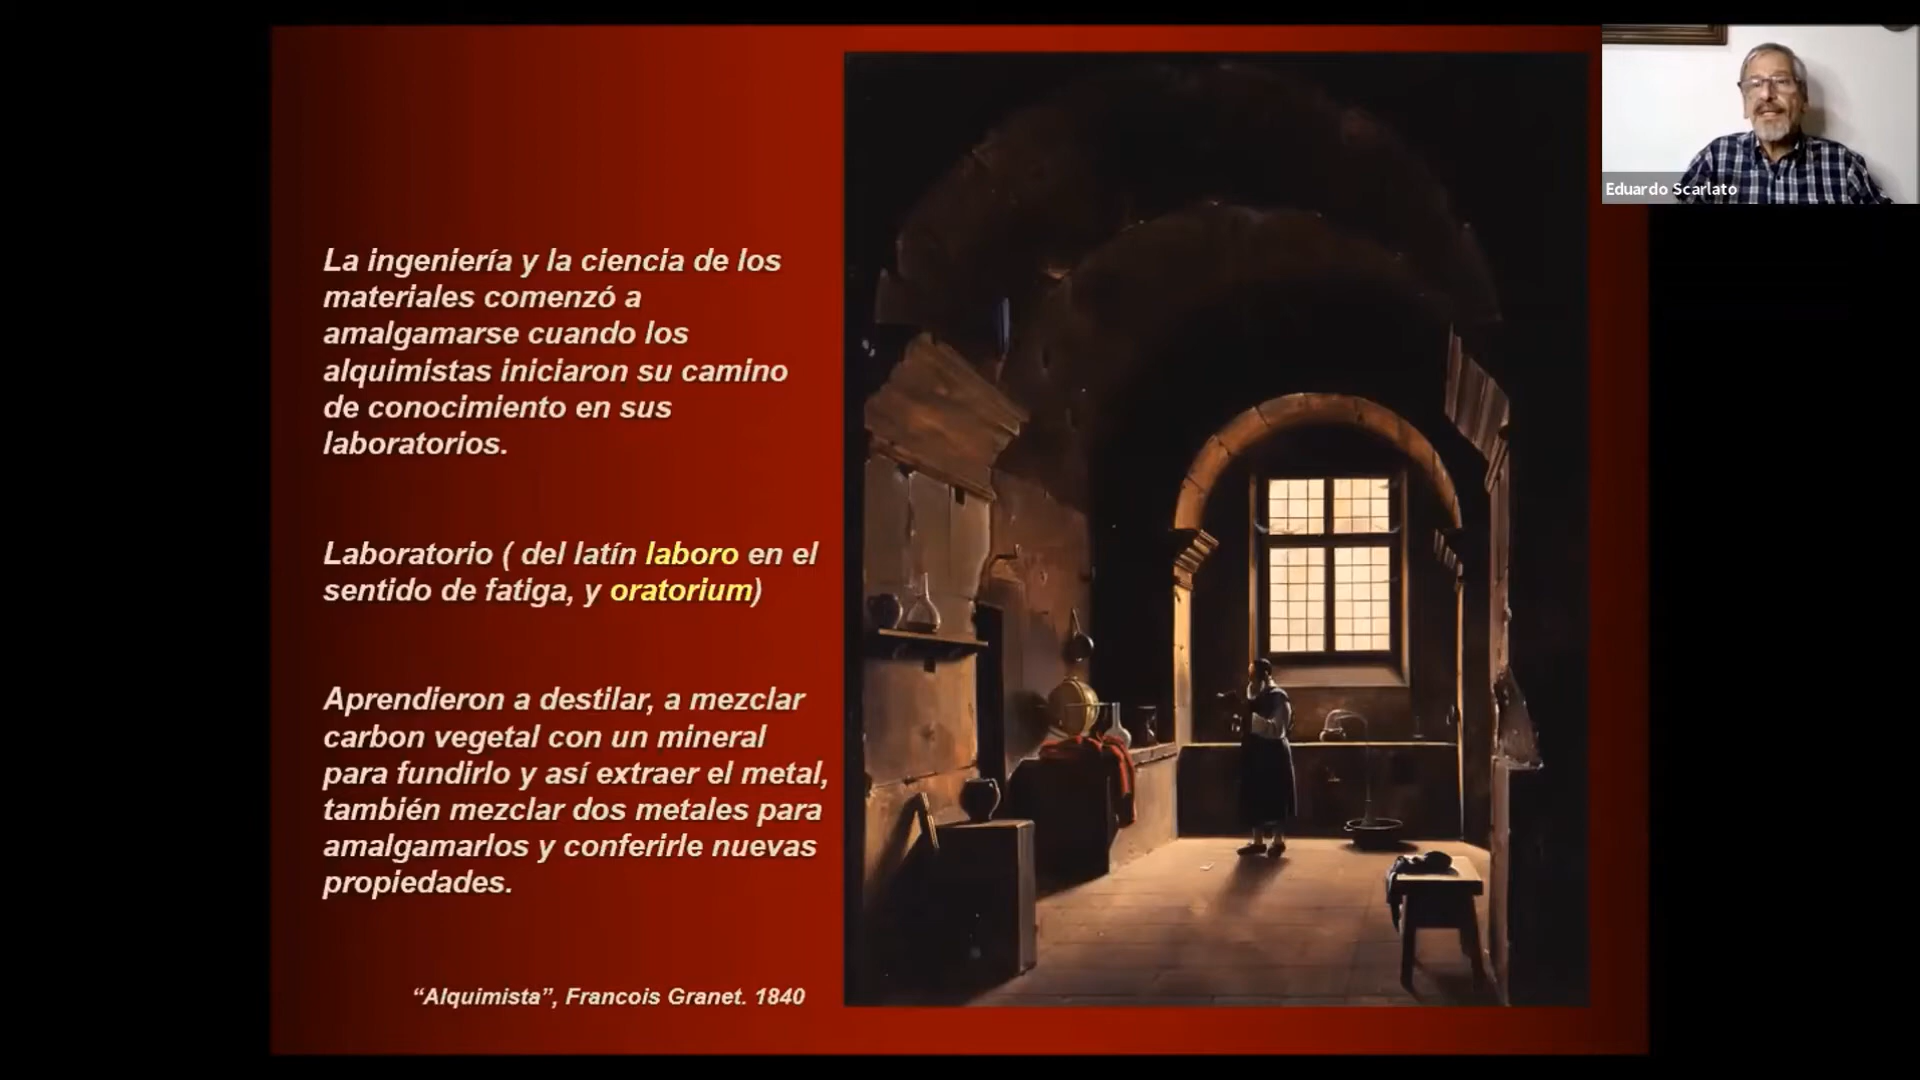 La ingeniería y la ciencia de los
materiales comenzó a
amalgamarse cuando los
alquimistas iniciaron su camino
de conocimiento en sus
laboratorios.
Laboratorio ( del latín laboro en el
sentido de fatiga, y oratorium)
Aprendieron a destilar, a mezclar
carbon vegetal con un mineral
para fundirlo y así extraer el metal,
también mezclar dos metales para
amalgamarlos y conferirle nuevas
propiedades.
“Alquimista”, Francois Granet. 1840
Eduardo Scarlato